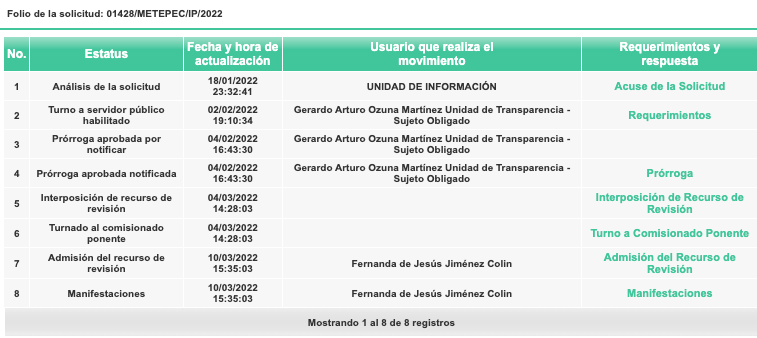 Folio de la solicitud: 01428/METEPEC/IP/2022
No. Estatus Fecha y hora de actualización Usuario que realiza el movimiento Requerimientos y respuesta
1 Análisis de la solicitud 18/01/2022 23:32:41 UNIDAD DE INFORMACIÓN Acuse de la Solicitud
2 Turno a servidor público habilitado 02/02/2022 19:10:34 Gerardo Arturo Ozuna Martínez Unidad de Transparencia - Sujeto Obligado Requerimientos
3 Prórroga aprobada por notificar 04/02/2022 16:43:30 Gerardo Arturo Ozuna Martínez Unidad de Transparencia - Sujeto Obligado
4 Prórroga aprobada notificada 04/02/2022 16:43:30 Gerardo Arturo Ozuna Martínez Unidad de Transparencia - Sujeto Obligado Prórroga
5 Interposición de recurso de revisión 04/03/2022 14:28:03 Interposición de Recurso de Revisión
6 Turnado al comisionado ponente 04/03/2022 14:28:03 Turno a Comisionado Ponente
7 Admisión del recurso de revisión 10/03/2022 15:35:03 Fernanda de Jesús Jiménez Colin Admisión del Recurso de Revisión
8 Manifestaciones 10/03/2022 15:35:03 Fernanda de Jesús Jiménez Colin Manifestaciones
Mostrando 1 al 8 de 8 registros